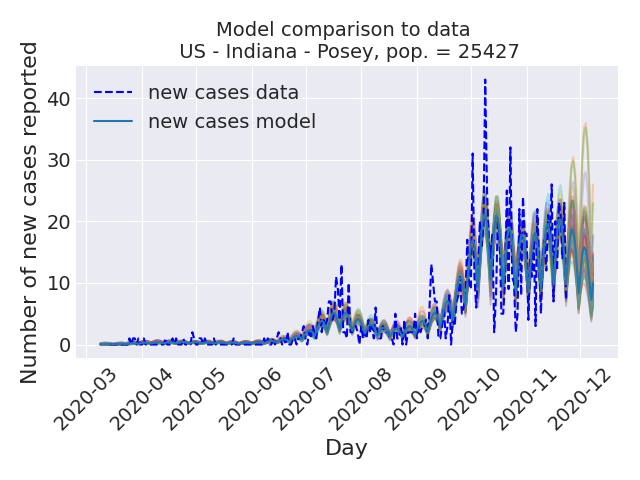 Model comparison to data
US - Indiana - Posey, pop. = 25427
Number of new cases reported
40
30
20
10
0
new cases data
new cases model
2020-03
2020-04
2020-05
2020-06
2020-07
2020-08
2020-09
2020-10
2020-11
2020-12
Day